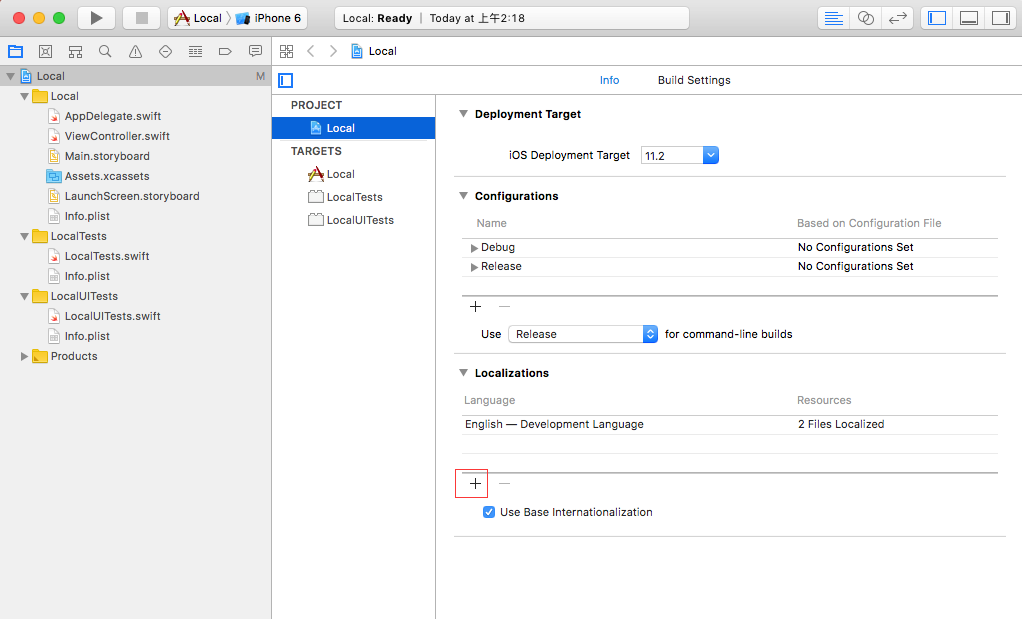 Local iPhone 6
Local: Ready Today at 上午2:18
Local
Local M
Local
AppDelegate.swift
ViewController.swift
Main.storyboard
Assets.xcassets
LaunchScreen.storyboard
Info.plist
LocalTests
LocalTests.swift
Info.plist
LocalUITests
LocalUITests.swift
Info.plist
Products
Info Build Settings
PROJECT
Local
TARGETS
Local
LocalTests
LocalUITests
Deployment Target
iOS Deployment Target 11.2
Configurations
Name Based on Configuration File
Debug No Configurations Set
Release No Configurations Set
Use Release for command-line builds
Localizations
Language Resources
English — Development Language 2 Files Localized
Use Base Internationalization